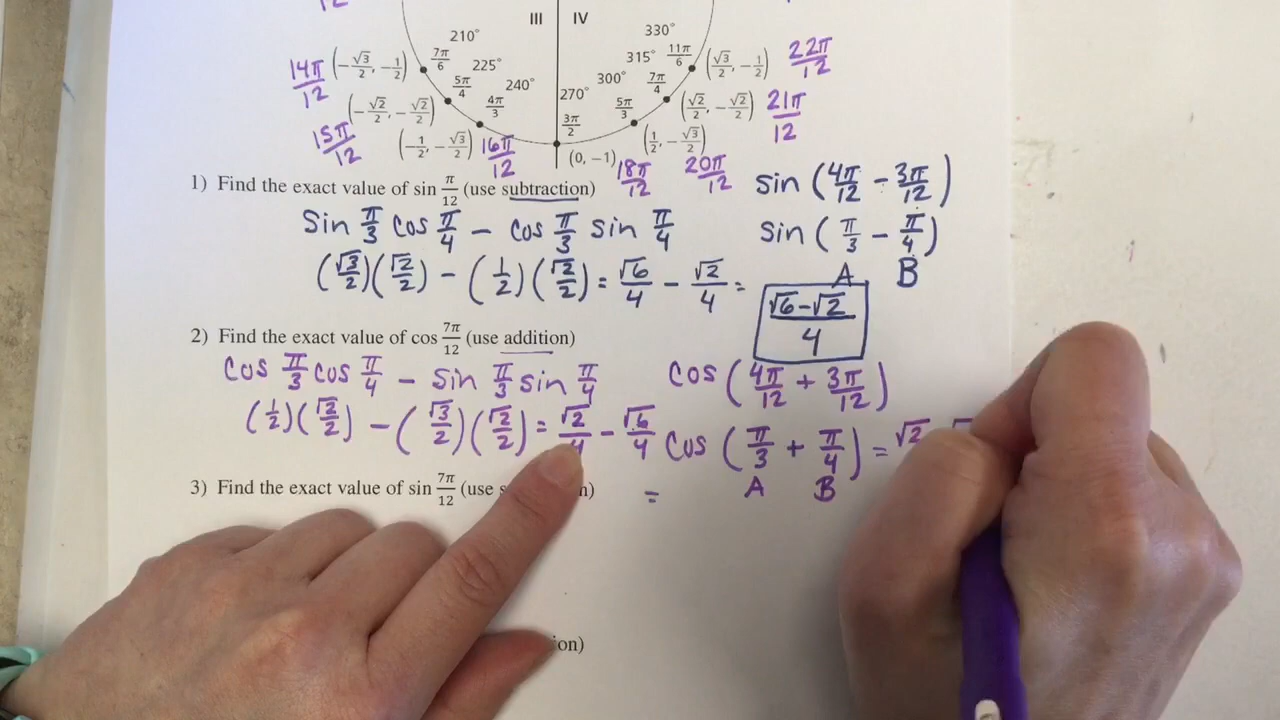 12
III IV
210° 330°
14π/12 (-√3/2, -1/2) 7π/6 225° 315° 11π/6 (√3/2, -1/2) 22π/12
5π/4 240° 270° 300° 7π/4
(-√2/2, -√2/2) 4π/3 3π/2 5π/3 (√2/2, -√2/2) 21π/12
15π/12 (-1/2, -√3/2) 16π/12 (0, -1) (1/2, -√3/2)
18π/12 20π/12
1) Find the exact value of sin π/12 (use subtraction) sin (4π/12 - 3π/12)
sin π/3 cos π/4 - cos π/3 sin π/4 sin (π/3 - π/4)
A B
(√3/2)(√2/2) - (1/2)(√2/2) = √6/4 - √2/4 = √6-√2/4
2) Find the exact value of cos 7π/12 (use addition)
cos π/3 cos π/4 - sin π/3 sin π/4 cos (4π/12 + 3π/12)
(1/2)(√2/2) - (√3/2)(√2/2) = √2/4 - √6/4 cos (π/3 + π/4) = √2
= A B
3) Find the exact value of sin 7π/12 (use